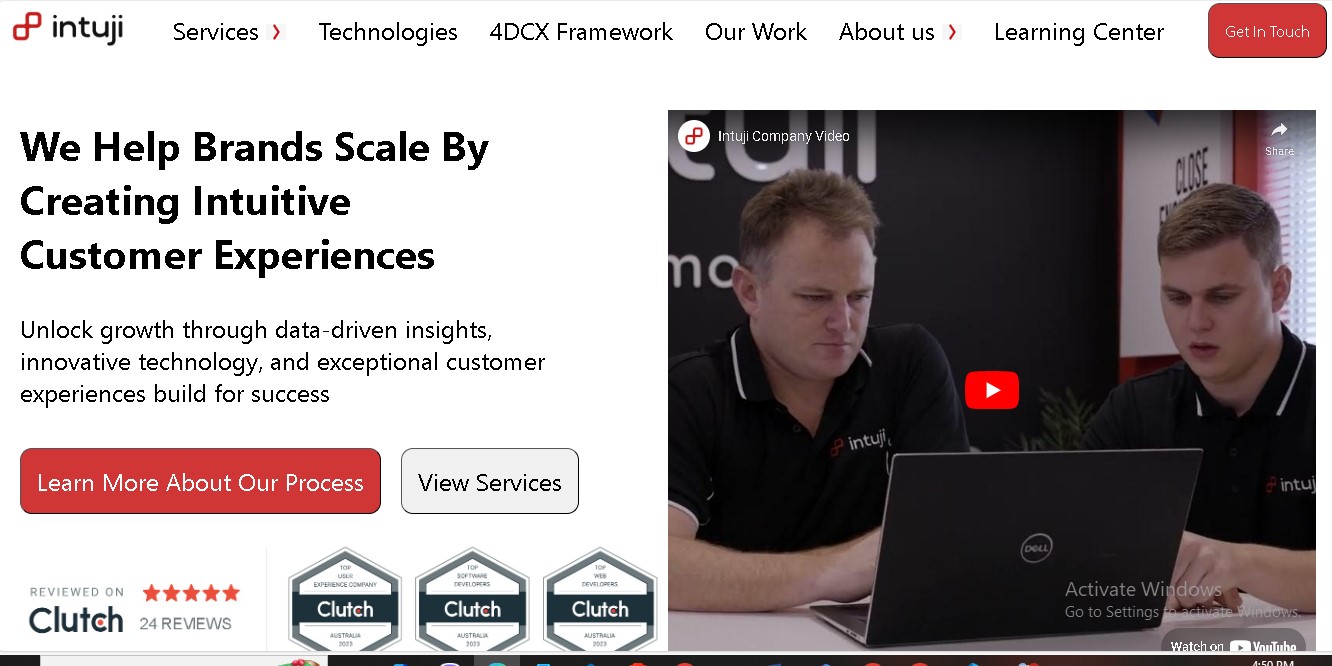 intuji
Services
Technologies
4DCX Framework
Our Work
About us
Learning Center
Get In Touch
We Help Brands Scale By
Creating Intuitive
Customer Experiences
Unlock growth through data-driven insights,
innovative technology, and exceptional customer
experiences build for success
Learn More About Our Process
View Services
REVIEWED ON
Clutch
24 REVIEWS
TOP
USER
EXPERIENCE COMPANY
Clutch
AUSTRALIA
2023
TOP
SOFTWARE
DEVELOPERS
Clutch
AUSTRALIA
2023
TOP
WEB
DEVELOPERS
Clutch
AUSTRALIA
2023
Intuji Company Video
Share
CLOSE
intuji
intuj
DELL
Activate Windows
Go to Settings to activate Windows.
Watch on YouTube
4:50 PM